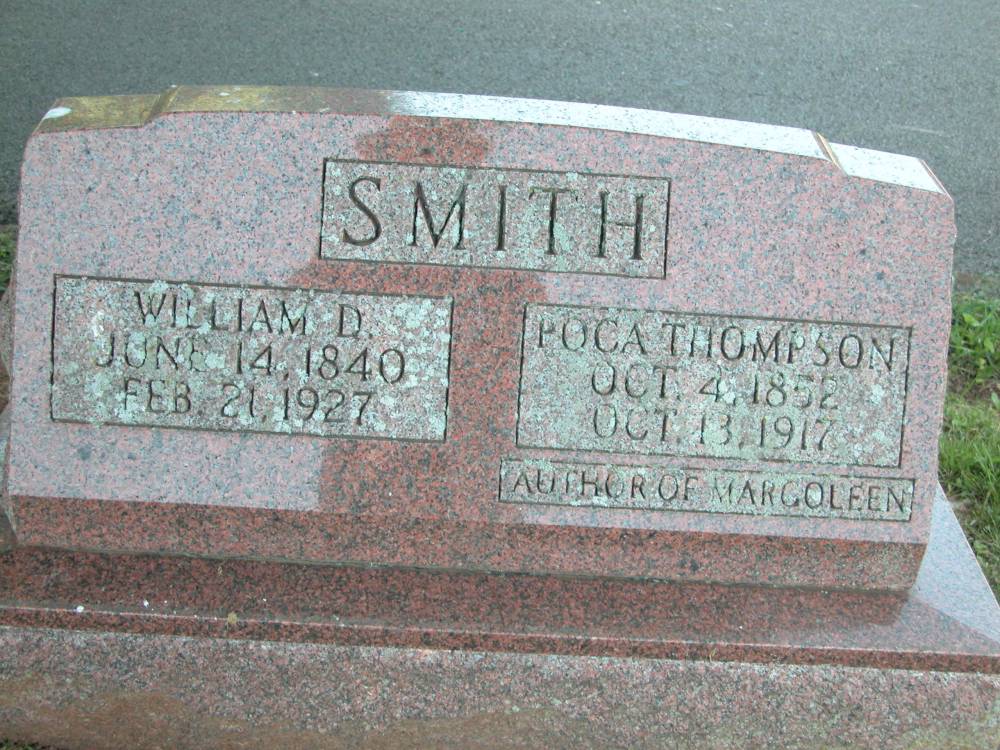 SMITH
WILLIAM D.
JUNE 14, 1840
FEB. 21, 1927
POCA THOMPSON
OCT. 4, 1852
OCT. 13, 1917
AUTHOR OF MARGOLEEN